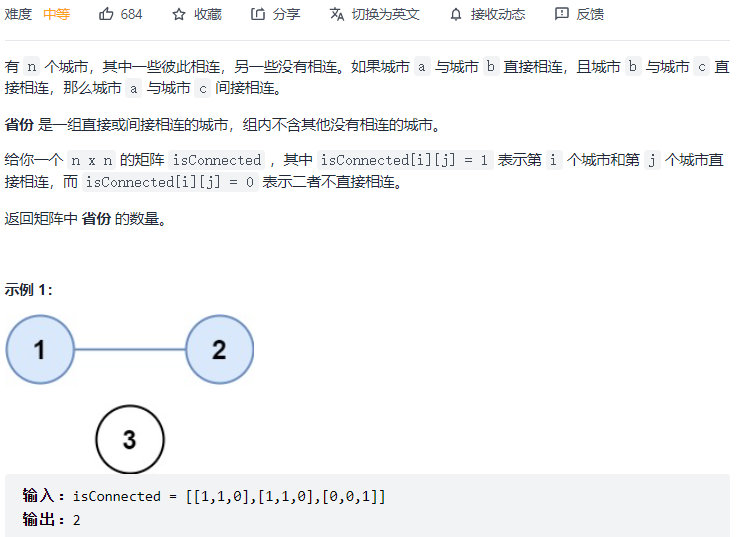 难度 中等 684 收藏 分享 切换为英文 接收动态 反馈
有 n 个城市，其中一些彼此相连，另一些没有相连。如果城市 a 与城市 b 直接相连，且城市 b 与城市 c 直
接相连，那么城市 a 与城市 c 间接相连。
省份 是一组直接或间接相连的城市，组内不含其他没有相连的城市。
给你一个 n x n 的矩阵 isConnected ，其中 isConnected[i][j] = 1 表示第 i 个城市和第 j 个城市直
接相连，而 isConnected[i][j] = 0 表示二者不直接相连。
返回矩阵中 省份 的数量。
示例 1：
1 2
3
输入：isConnected = [[1,1,0],[1,1,0],[0,0,1]]
输出：2